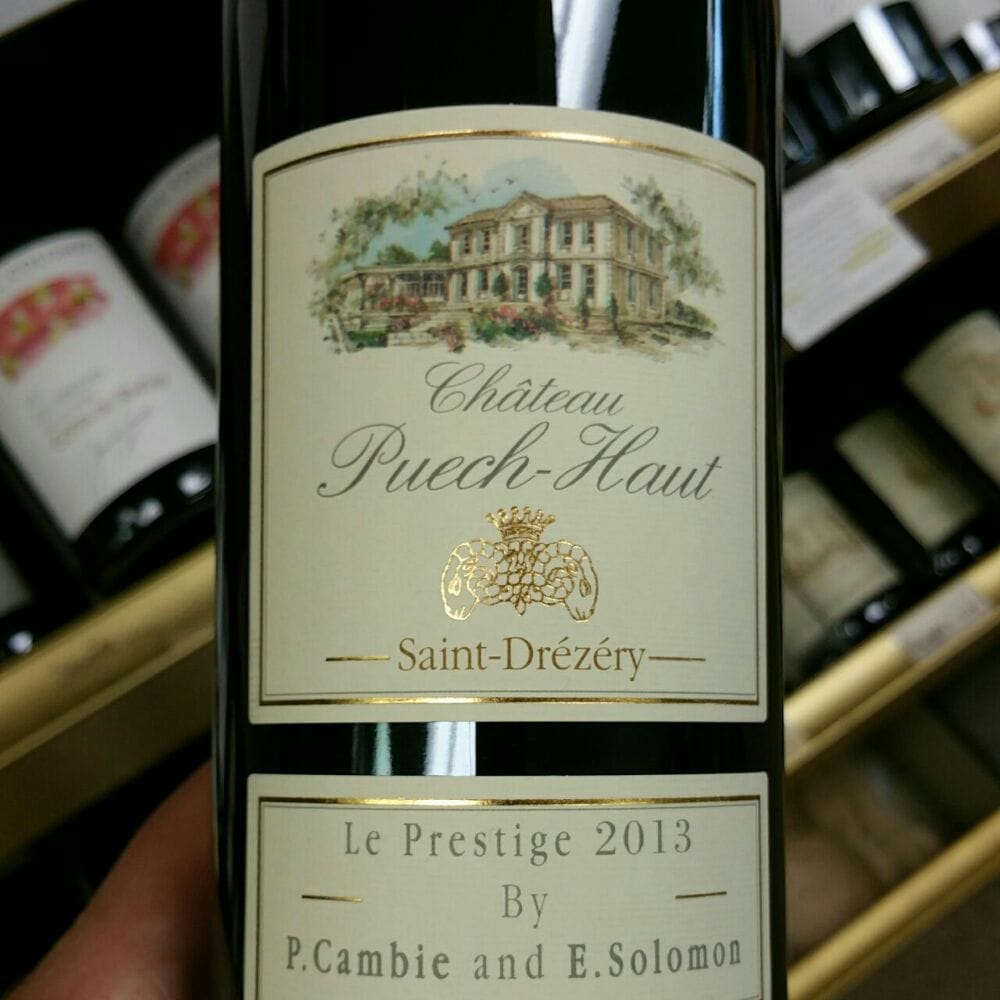 Château
Puech-Haut
Saint-Drézéry
Le Prestige 2013
By
P.Cambie and E.Solomon